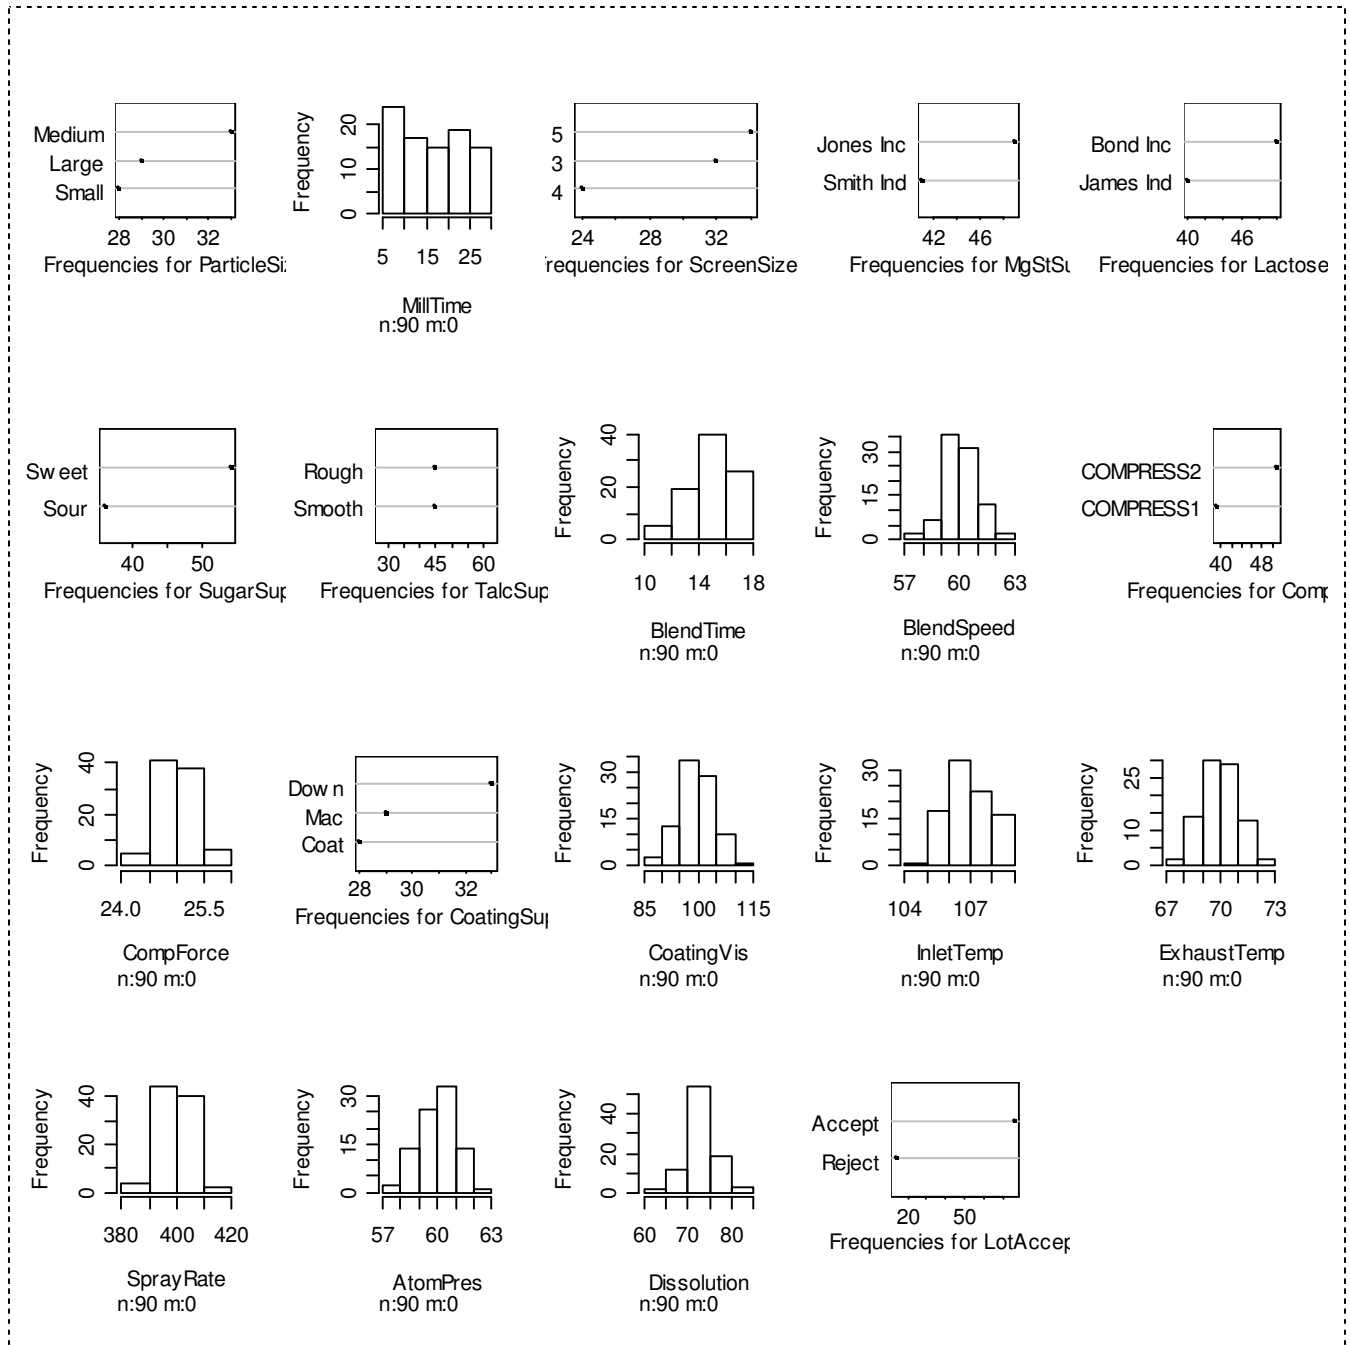 Medium
Large
Small
28 30 32
Frequencies for ParticleSi
Frequency
0 10 20
5 15 25
MillTime
n:90 m:0
5
3
4
24 28 32
requencies for ScreenSize
Jones Inc
Smith Ind
42 46
Frequencies for MgStSu
Bond Inc
James Ind
40 46
Frequencies for Lactose
Sweet
Sour
40 50
Frequencies for SugarSup
Rough
Smooth
30 45 60
Frequencies for TalcSup
Frequency
0 20 40
10 14 18
BlendTime
n:90 m:0
Frequency
0 15 30
57 60 63
BlendSpeed
n:90 m:0
COMPRESS2
COMPRESS1
40 48
Frequencies for Comp
Frequency
0 20 40
24.0 25.5
CompForce
n:90 m:0
Down
Mac
Coat
28 30 32
Frequencies for CoatingSup
Frequency
0 15 30
85 100 115
CoatingVis
n:90 m:0
Frequency
0 15 30
104 107
InletTemp
n:90 m:0
Frequency
0 10 25
67 70 73
ExhaustTemp
n:90 m:0
Frequency
0 20 40
380 400 420
SprayRate
n:90 m:0
Frequency
0 15 30
57 60 63
AtomPres
n:90 m:0
Frequency
0 20 40
60 70 80
Dissolution
n:90 m:0
Accept
Reject
20 50
Frequencies for LotAccep